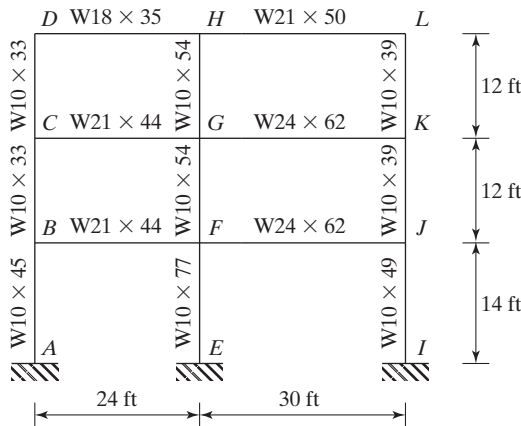 D W18 × 35 H W21 × 50 L
W10 × 33 W10 × 54 W10 × 39 12 ft
C W21 × 44 G W24 × 62 K
W10 × 33 W10 × 54 W10 × 39 12 ft
B W21 × 44 F W24 × 62 J
W10 × 45 W10 × 77 W10 × 49 14 ft
A E I
24 ft 30 ft